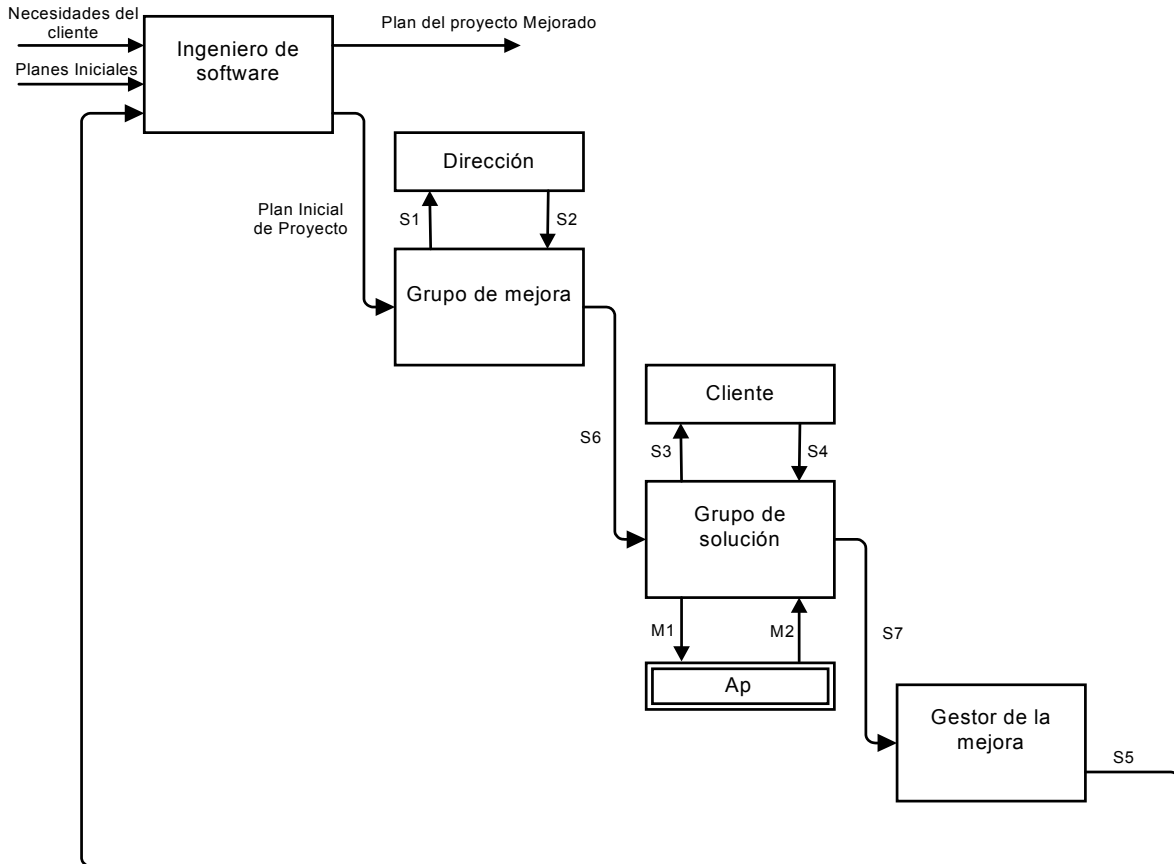 Necesidades del
cliente
Planes Iniciales
Ingeniero de
software
Plan del proyecto Mejorado
Plan Inicial
de Proyecto
Dirección
S1
S2
Grupo de mejora
S6
Cliente
S3
S4
Grupo de
solución
M1
M2
S7
Ap
Gestor de la
mejora
S5